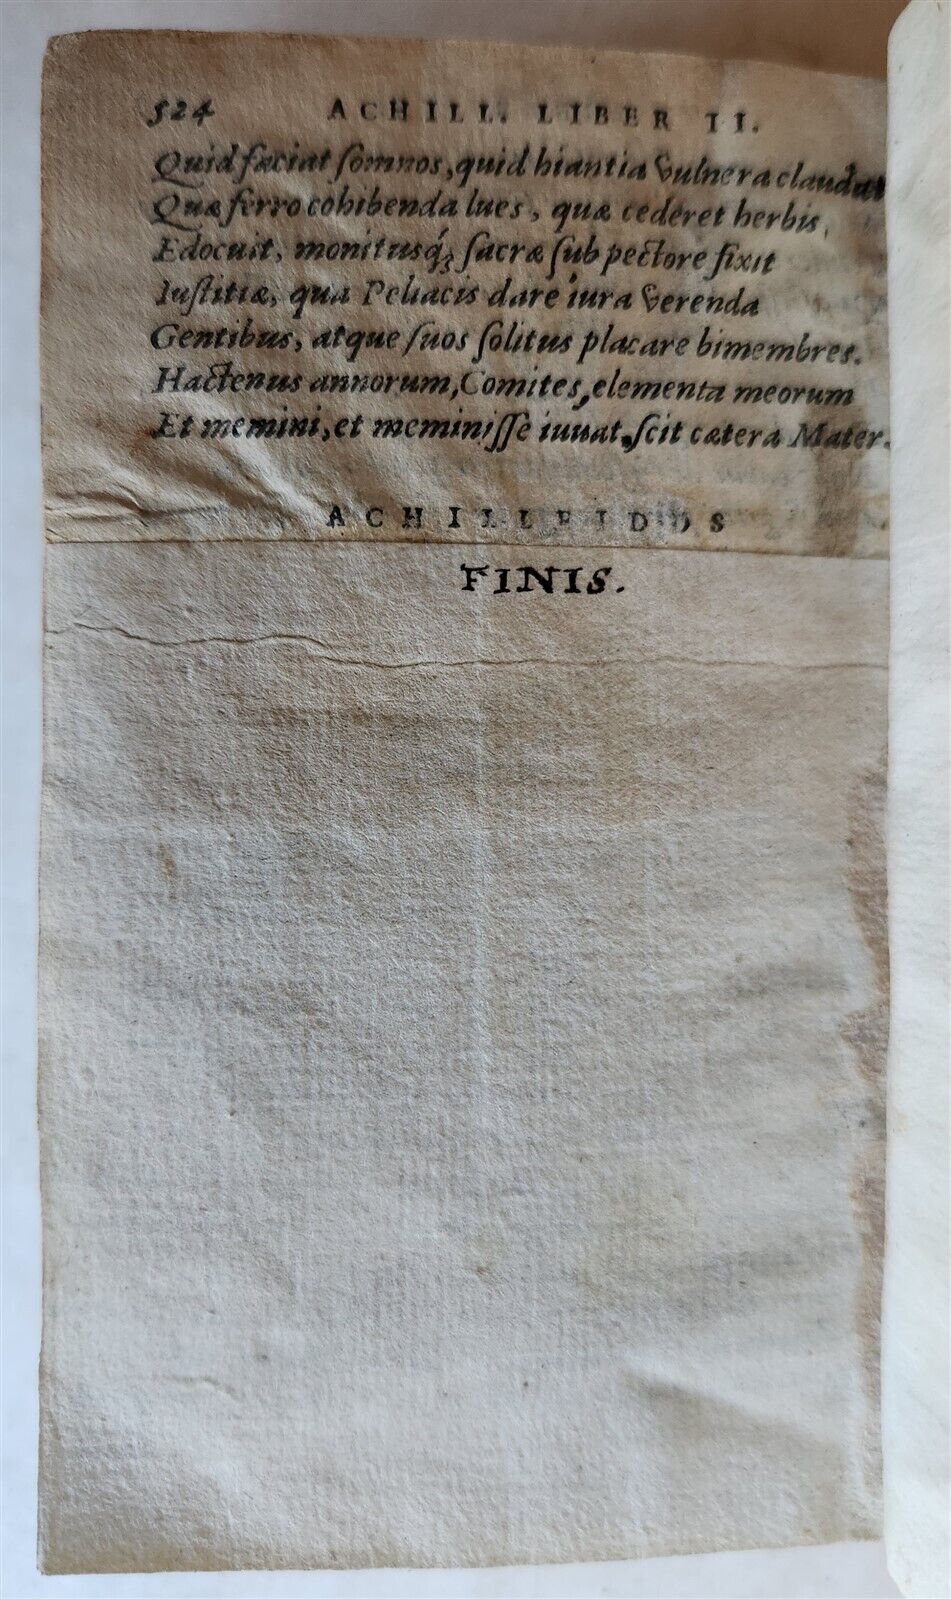 524 ACHILL. LIBER II.
Quid faciat somnos, quid hiantia vulnera claudat
Quæ ferro cohibenda lues, quæ cederet herbis,
Edocuit, monitusq́ꝫ sacræ sub pectore fixit
Iustitiæ, qua Peliacis dare iura verenda
Gentibus, atque suos solitus placare bimembres.
Hactenus annorum, Comites, elementa meorum
Et memini, et meminisse iuuat, scit cætera Mater.
ACHILLEIDOS
FINIS.